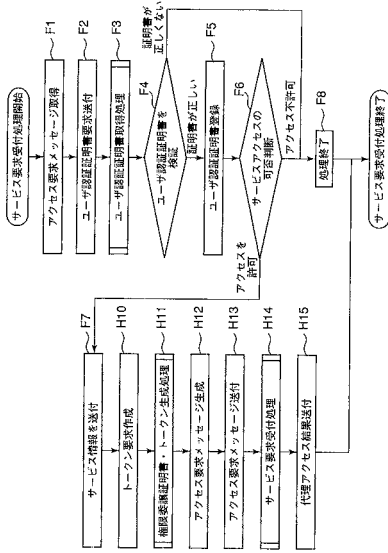 サービス要求受付処理開始
F1
アクセス要求メッセージ取得
F2
ユーザ認証証明書要求送付
F3
ユーザ認証証明書取得処理
F4
ユーザ認証証明書を
検証
証明書が
正しくない
証明書が正しい
F5
ユーザ認証証明書登録
F6
サービスアクセスの
可否判断
アクセス不許可
F8
処理終了
アクセスを
許可
F7
サービス情報を送付
H10
トークン要求作成
H11
権限委譲証明書・トークン生成処理
H12
アクセス要求メッセージ生成
H13
アクセス要求メッセージ送付
H14
サービス要求受付処理
H15
代理アクセス結果送付
サービス要求受付処理終了